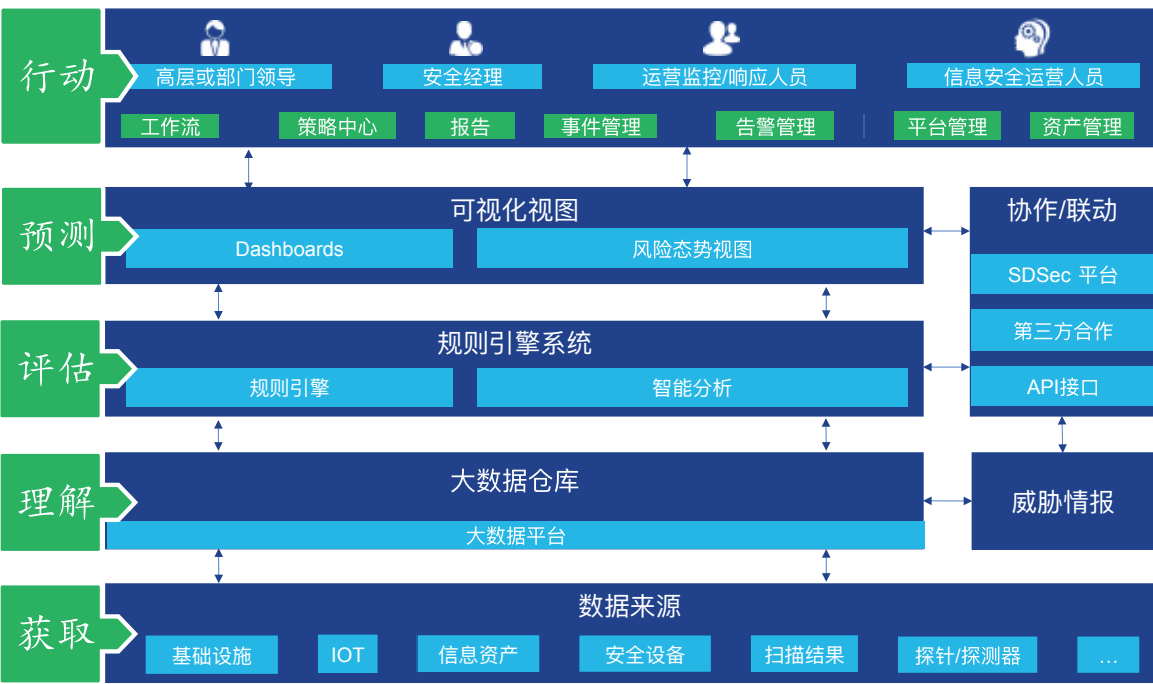 行动
高层或部门领导
安全经理
运营监控/响应人员
信息安全运营人员
工作流
策略中心
报告
事件管理
告警管理
平台管理
资产管理
预测
可视化视图
Dashboards
风险态势视图
协作/联动
SDSec 平台
第三方合作
API接口
评估
规则引擎系统
规则引擎
智能分析
理解
大数据仓库
大数据平台
威胁情报
获取
数据来源
基础设施
IOT
信息资产
安全设备
扫描结果
探针/探测器
…